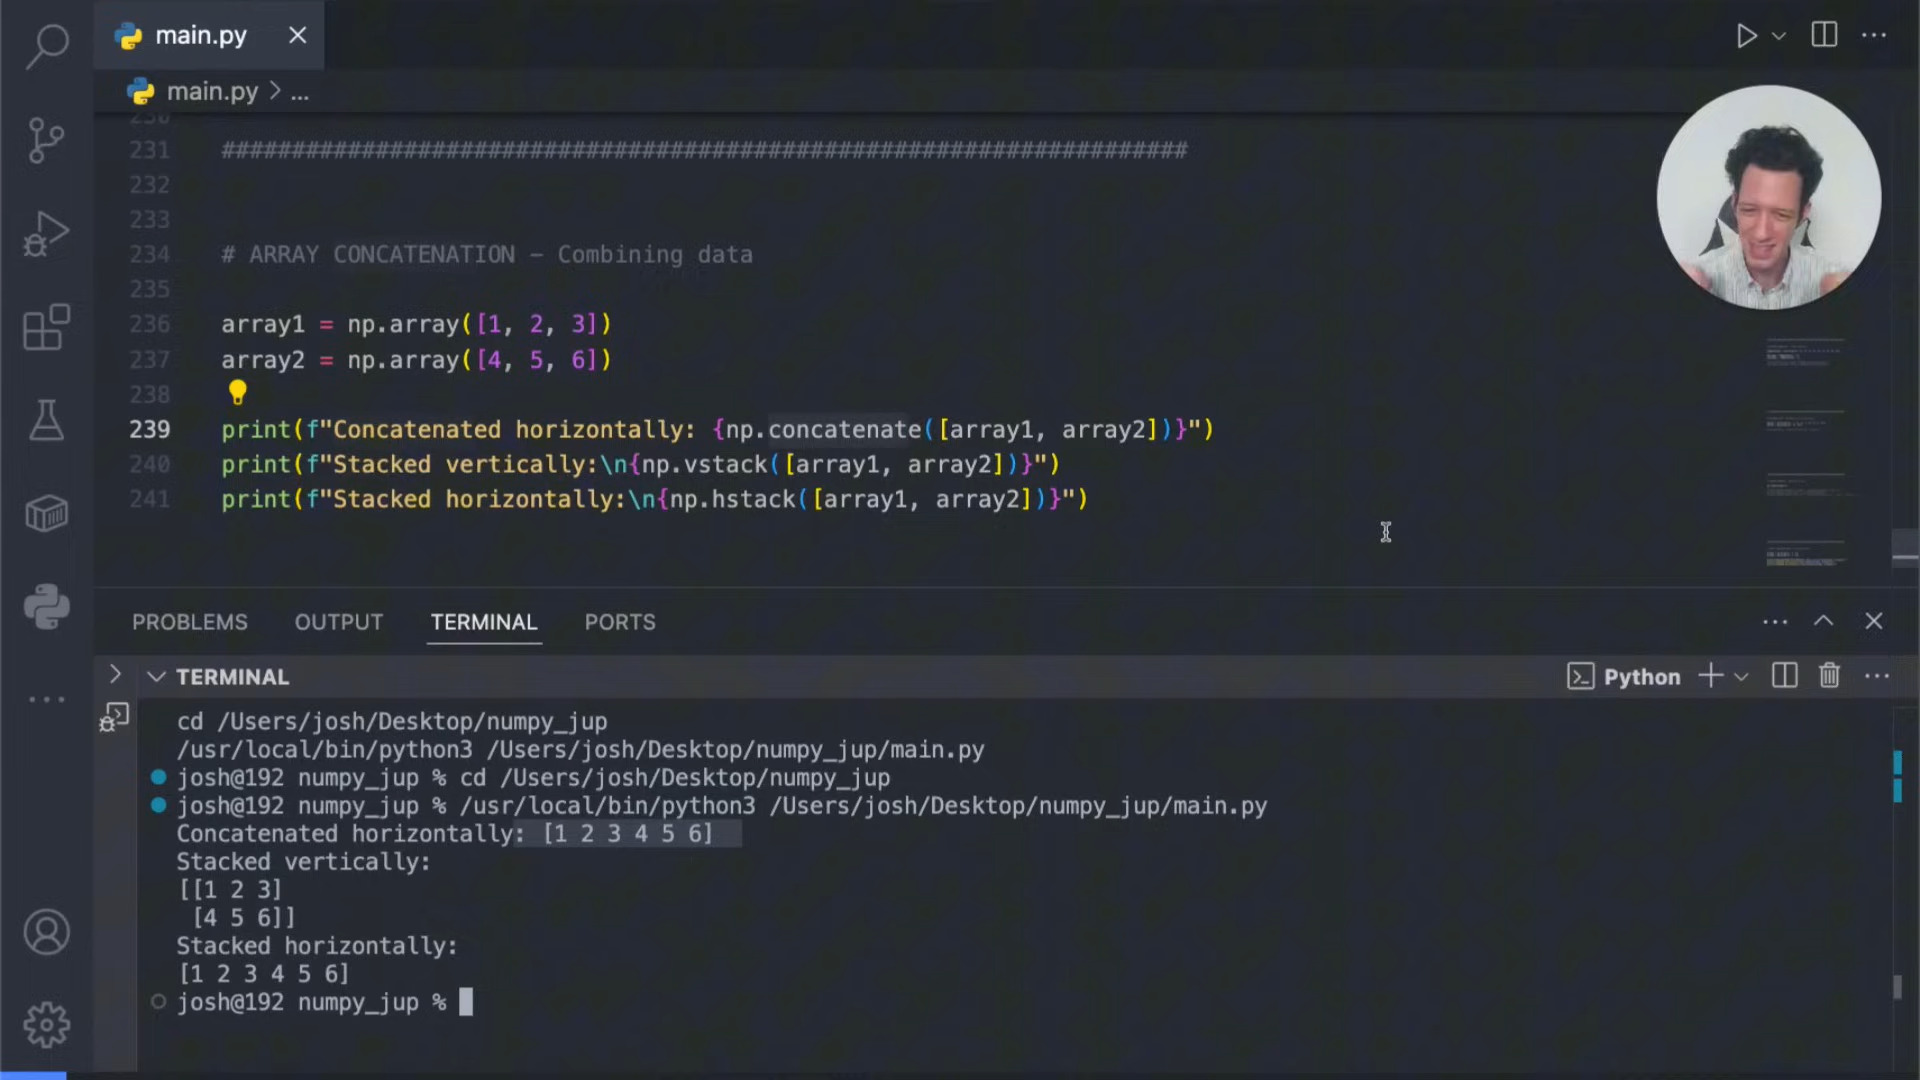 main.py
main.py > ...
230
231 #####################################################################
232
233
234 # ARRAY CONCATENATION – Combining data
235
236 array1 = np.array([1, 2, 3])
237 array2 = np.array([4, 5, 6])
238
239 print(f"Concatenated horizontally: {np.concatenate([array1, array2])}")
240 print(f"Stacked vertically:\n{np.vstack([array1, array2])}")
241 print(f"Stacked horizontally:\n{np.hstack([array1, array2])}")
PROBLEMS OUTPUT TERMINAL PORTS
TERMINAL Python
cd /Users/josh/Desktop/numpy_jup
/usr/local/bin/python3 /Users/josh/Desktop/numpy_jup/main.py
josh@192 numpy_jup % cd /Users/josh/Desktop/numpy_jup
josh@192 numpy_jup % /usr/local/bin/python3 /Users/josh/Desktop/numpy_jup/main.py
Concatenated horizontally: [1 2 3 4 5 6]
Stacked vertically:
[[1 2 3]
 [4 5 6]]
Stacked horizontally:
[1 2 3 4 5 6]
josh@192 numpy_jup %